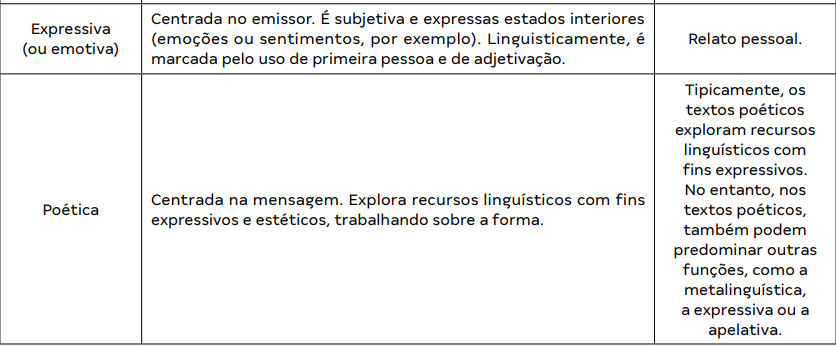 Expressiva
(ou emotiva)
Centrada no emissor. É subjetiva e expressas estados interiores
(emoções ou sentimentos, por exemplo). Linguisticamente, é
marcada pelo uso de primeira pessoa e de adjetivação.
Relato pessoal.
Poética
Centrada na mensagem. Explora recursos linguísticos com fins
expressivos e estéticos, trabalhando sobre a forma.
Tipicamente, os
textos poéticos
exploram recursos
linguísticos com
fins expressivos.
No entanto, nos
textos poéticos,
também podem
predominar outras
funções, como a
metalinguística,
a expressiva ou a
apelativa.